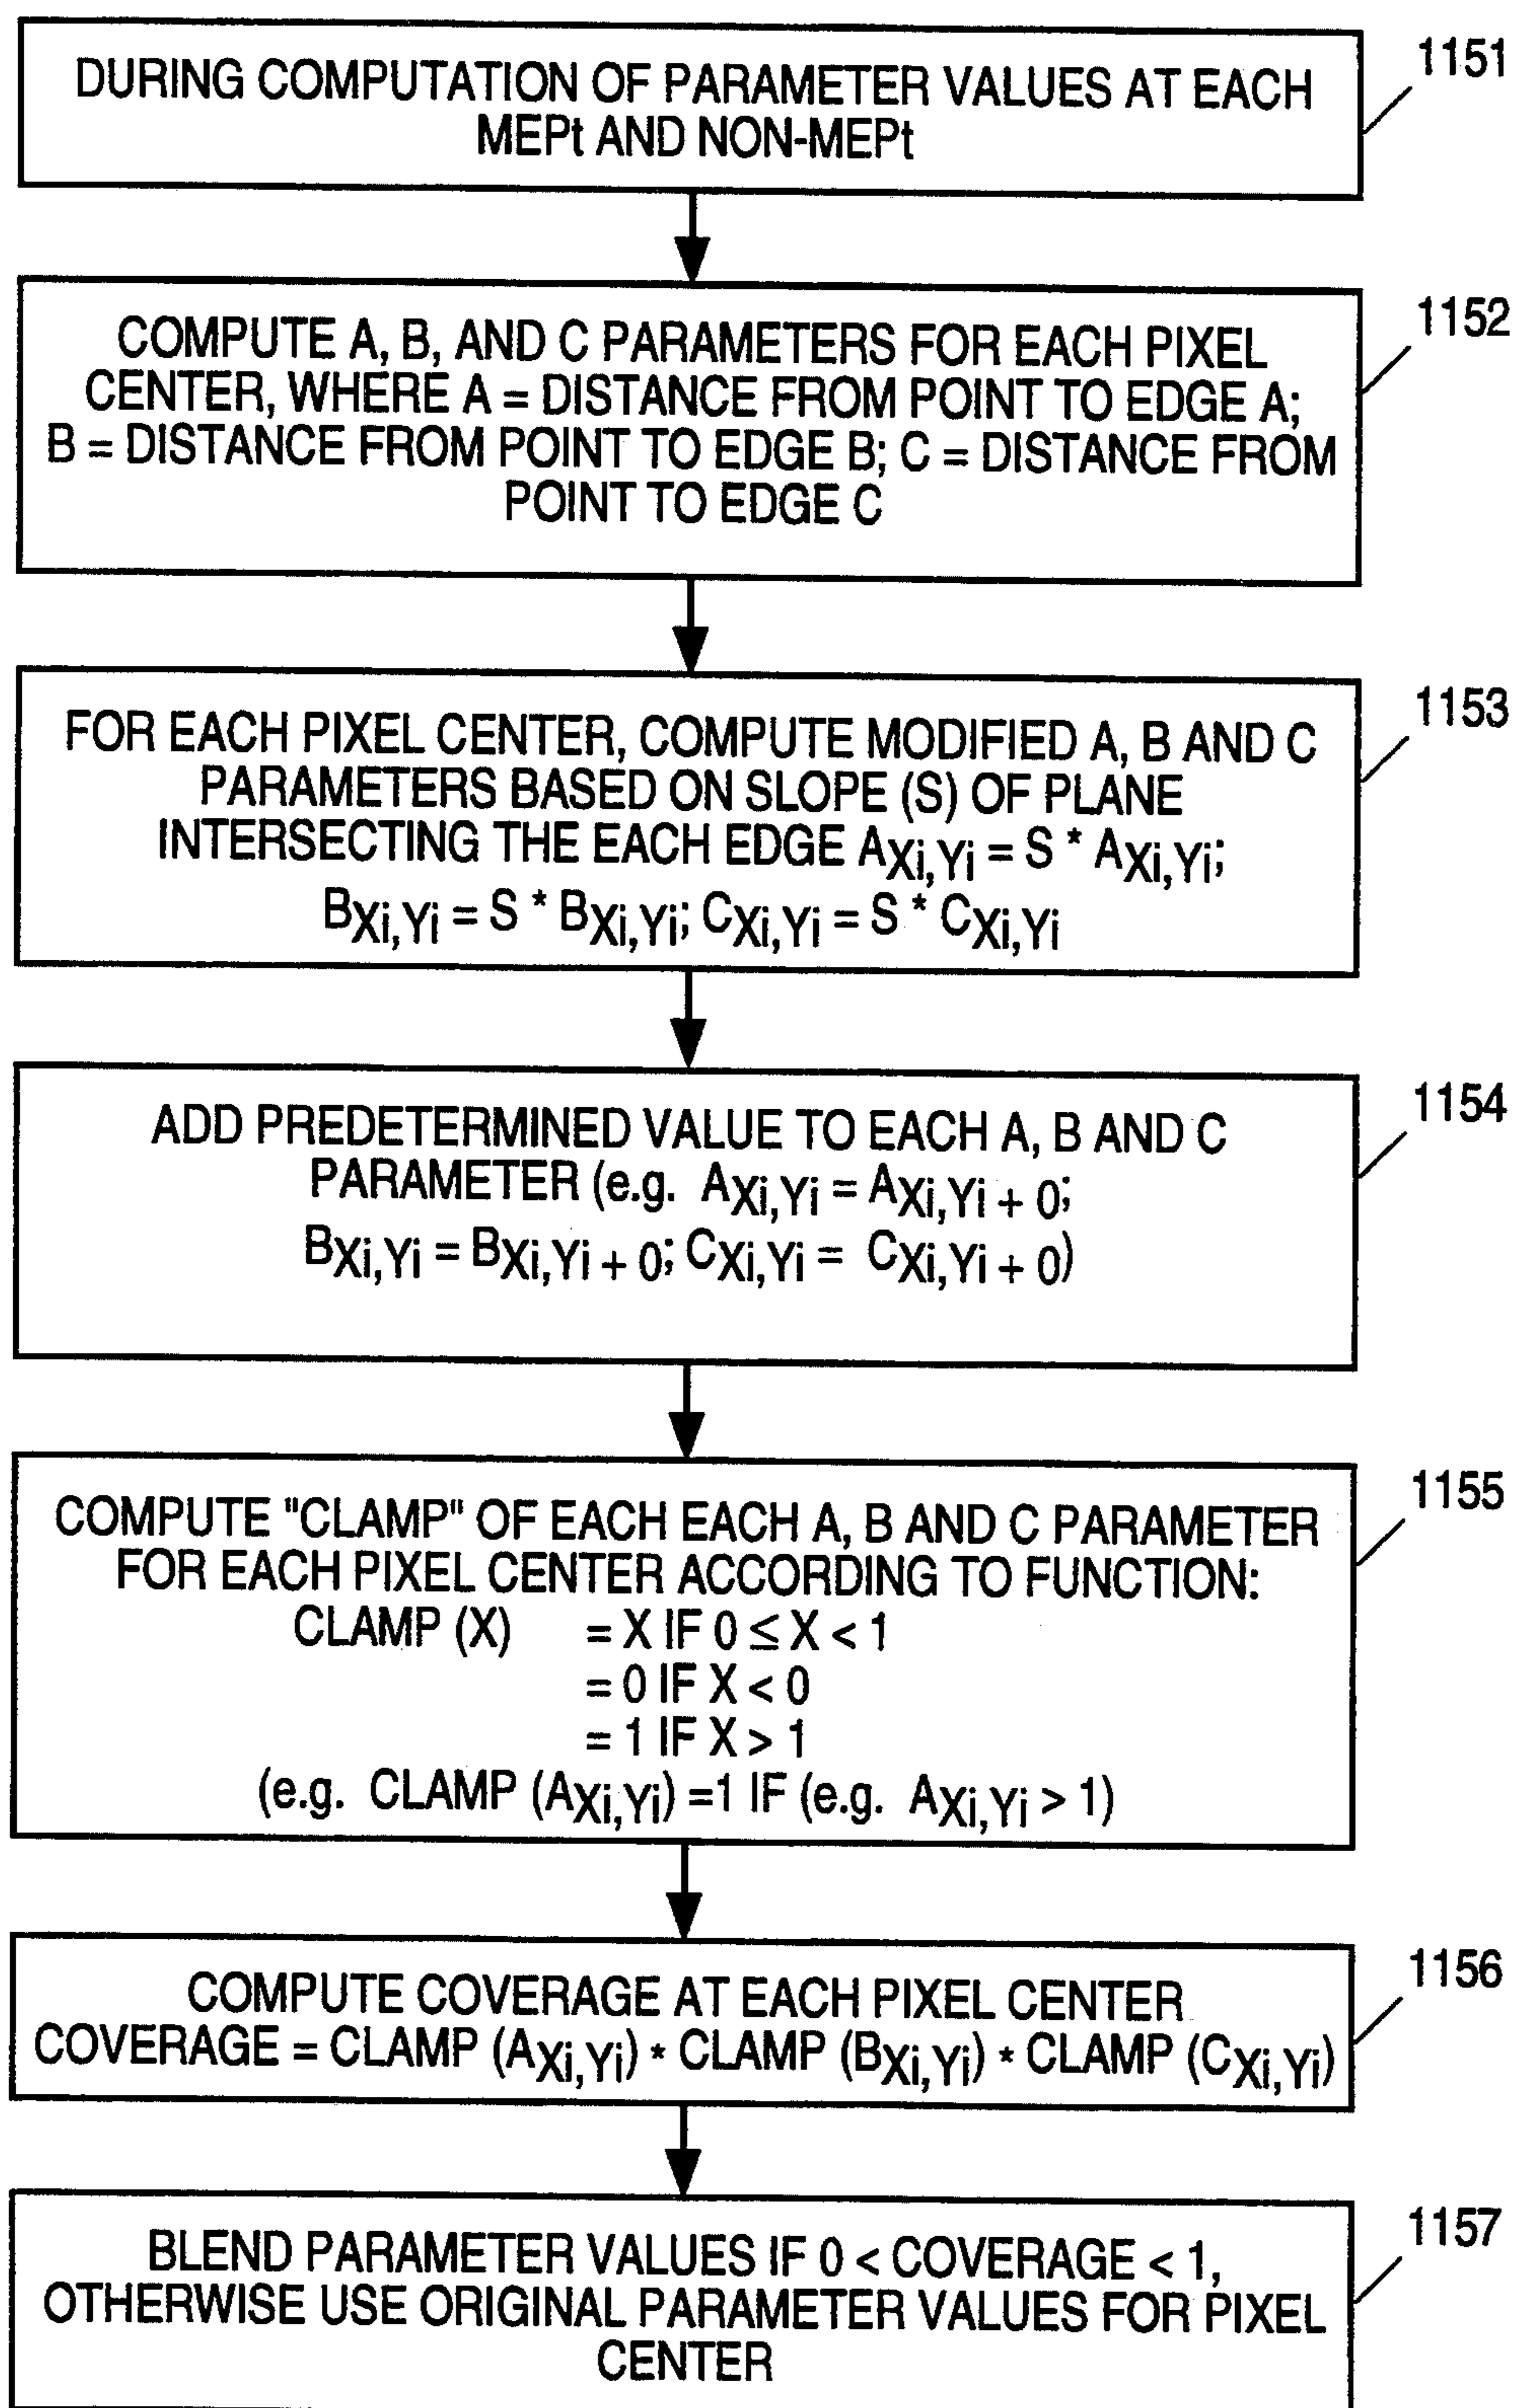 DURING COMPUTATION OF PARAMETER VALUES AT EACH
MEPt AND NON-MEPt
1151
COMPUTE A, B, AND C PARAMETERS FOR EACH PIXEL
CENTER, WHERE A = DISTANCE FROM POINT TO EDGE A;
B = DISTANCE FROM POINT TO EDGE B; C = DISTANCE FROM
POINT TO EDGE C
1152
FOR EACH PIXEL CENTER, COMPUTE MODIFIED A, B AND C
PARAMETERS BASED ON SLOPE (S) OF PLANE
INTERSECTING THE EACH EDGE AXi,Yi = S * AXi,Yi;
BXi,Yi = S * BXi,Yi; CXi,Yi = S * CXi,Yi
1153
ADD PREDETERMINED VALUE TO EACH A, B AND C
PARAMETER (e.g. AXi,Yi = AXi,Yi + 0;
BXi,Yi = BXi,Yi + 0; CXi,Yi = CXi,Yi + 0)
1154
COMPUTE "CLAMP" OF EACH EACH A, B AND C PARAMETER
FOR EACH PIXEL CENTER ACCORDING TO FUNCTION:
CLAMP (X) = X IF 0 ≤ X < 1
= 0 IF X < 0
= 1 IF X > 1
(e.g. CLAMP (AXi,Yi) =1 IF (e.g. AXi,Yi > 1)
1155
COMPUTE COVERAGE AT EACH PIXEL CENTER
COVERAGE = CLAMP (AXi,Yi) * CLAMP (BXi,Yi) * CLAMP (CXi,Yi)
1156
BLEND PARAMETER VALUES IF 0 < COVERAGE < 1,
OTHERWISE USE ORIGINAL PARAMETER VALUES FOR PIXEL
CENTER
1157